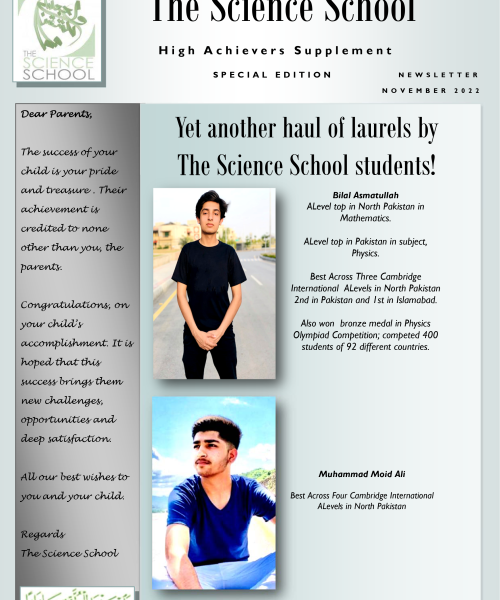 The Science School
High Achievers Supplement
SPECIAL EDITION
NEWSLETTER
NOVEMBER 2022
THE
SCIENCE
SCHOOL
Dear Parents,
The success of your
child is your pride
and treasure . Their
achievement is
credited to none
other than you, the
parents.
Congratulations, on
your child's
accomplishment. It is
hoped that this
success brings them
new challenges,
opportunities and
deep satisfaction.
All our best wishes to
you and your child.
Regards
The Science School
Yet another haul of laurels by
The Science School students!
Bilal Asmatullah
ALevel top in North Pakistan in
Mathematics.
ALevel top in Pakistan in subject,
Physics.
Best Across Three Cambridge
International  ALevels in North Pakistan
2nd in Pakistan and 1st in Islamabad.
Also won  bronze medal in Physics
Olympiad Competition; competed 400
students of 92 different countries.
Muhammad Moid Ali
Best Across Four Cambridge International
ALevels in North Pakistan